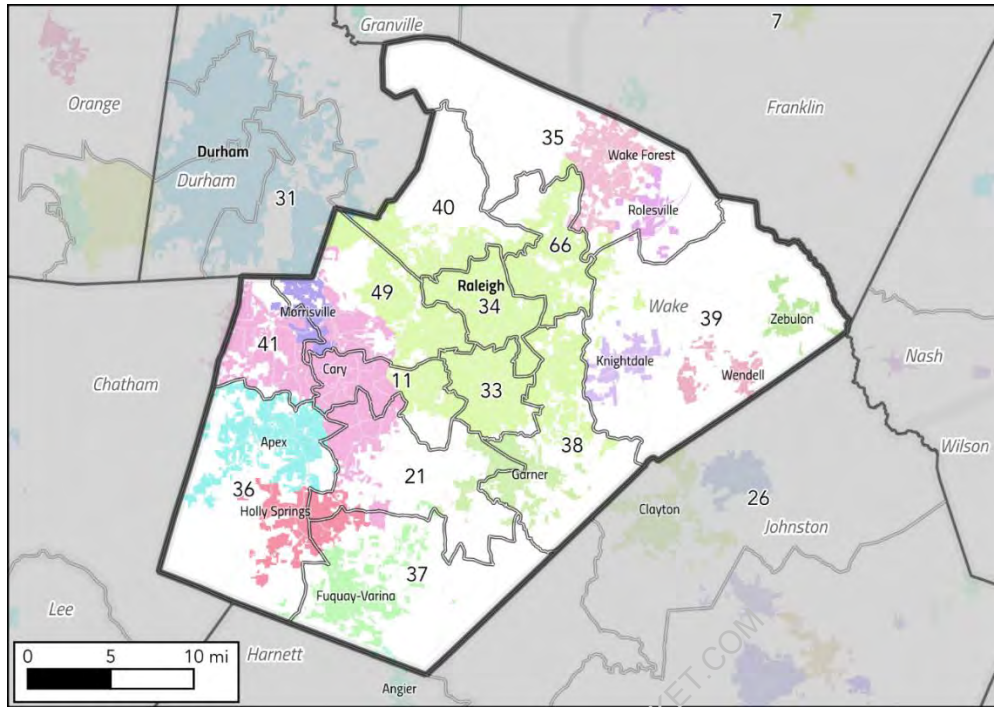 Granville
7
Orange
Franklin
35
Wake Forest
Durham
Durham
31
Rolesville
40
66
Raleigh
34
49
Wake
39
Zebulon
Morrisville
41
Knightdale
Nash
Cary
Wendell
11
33
Chatham
Apex
38
Wilson
21
Garner
36
26
Holly Springs
Clayton
Johnston
37
Fuquay-Varina
Lee
Harnett
0 5 10 mi
Angier